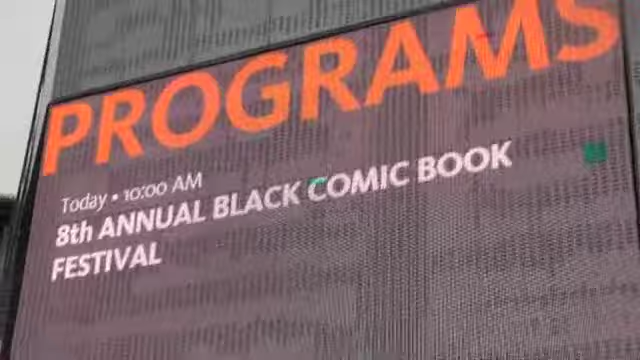 PROGRAMS
Today • 10:00 AM
8th ANNUAL BLACK COMIC BOOK
FESTIVAL